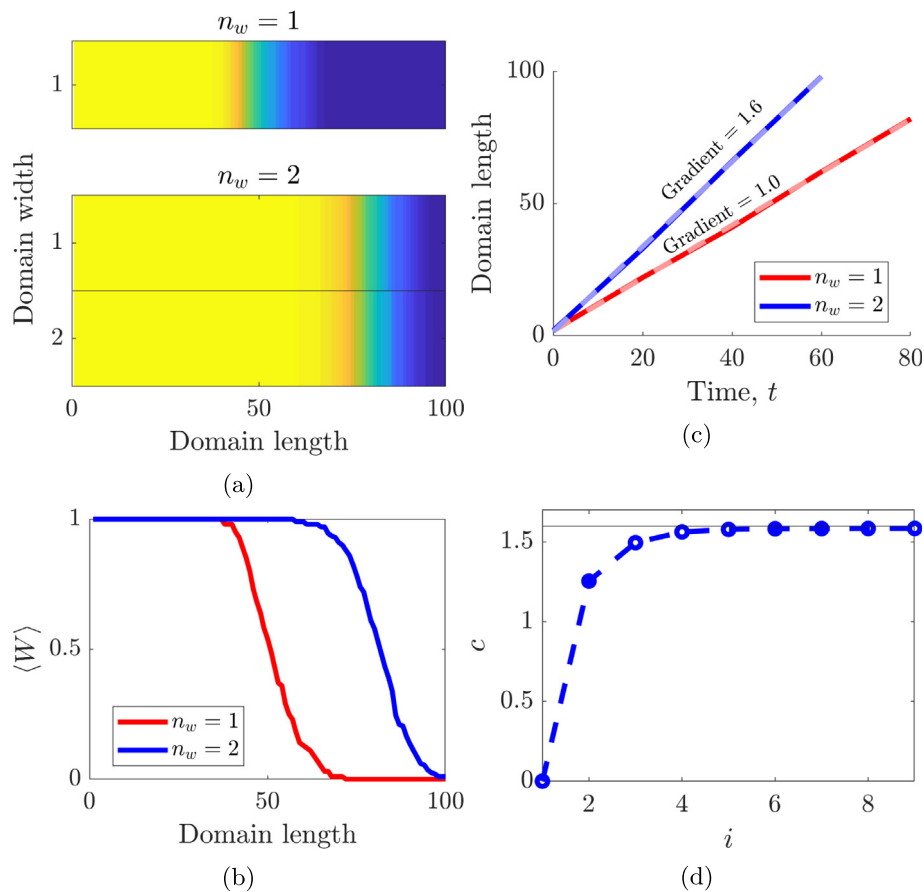 n_w = 1
1
Domain width
n_w = 2
1
2
0
50
100
Domain length
(a)
100
50
0
Domain length
Gradient = 1.6
Gradient = 1.0
n_w = 1
n_w = 2
0
20
40
60
80
Time, t
(c)
1
0.5
0
⟨W⟩
n_w = 1
n_w = 2
0
50
100
Domain length
(b)
1.5
1
0.5
0
c
2
4
6
8
i
(d)